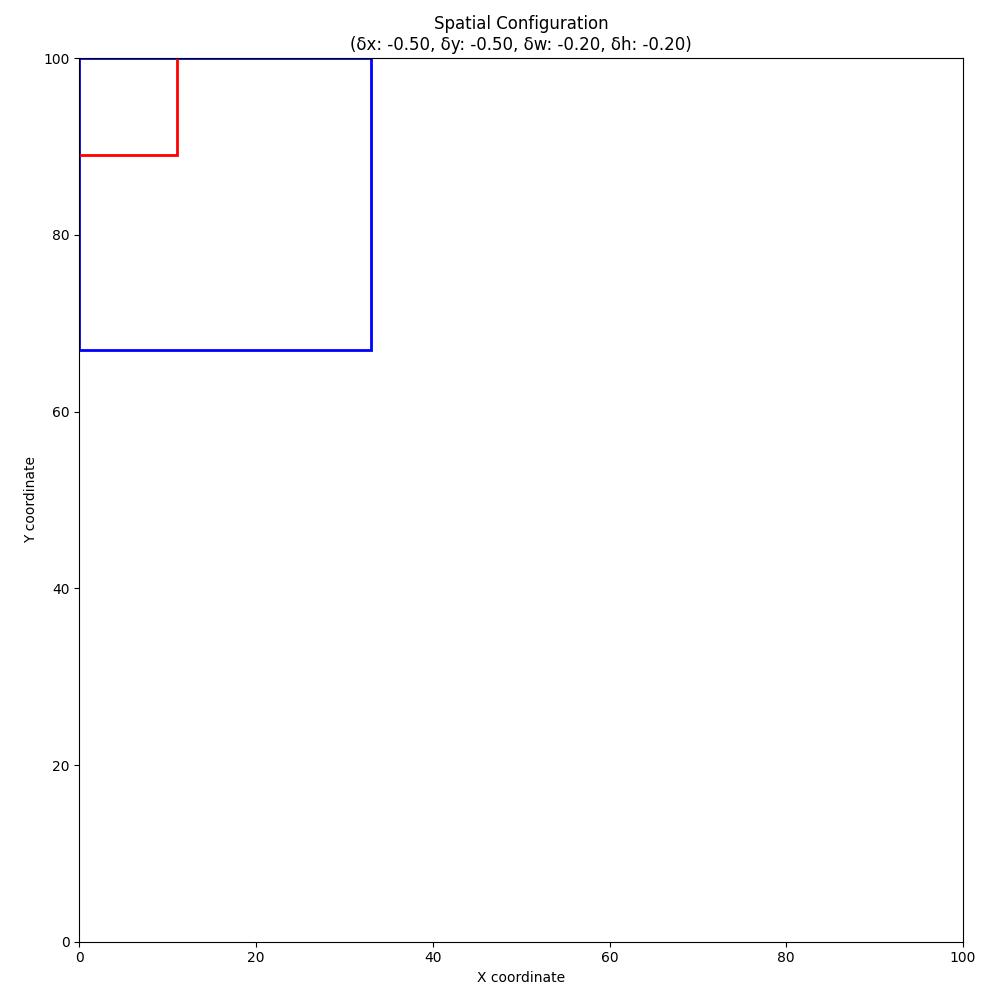 Spatial Configuration
(δx: -0.50, δy: -0.50, δw: -0.20, δh: -0.20)
100
80
60
40
20
0
Y coordinate
0 20 40 60 80 100
X coordinate